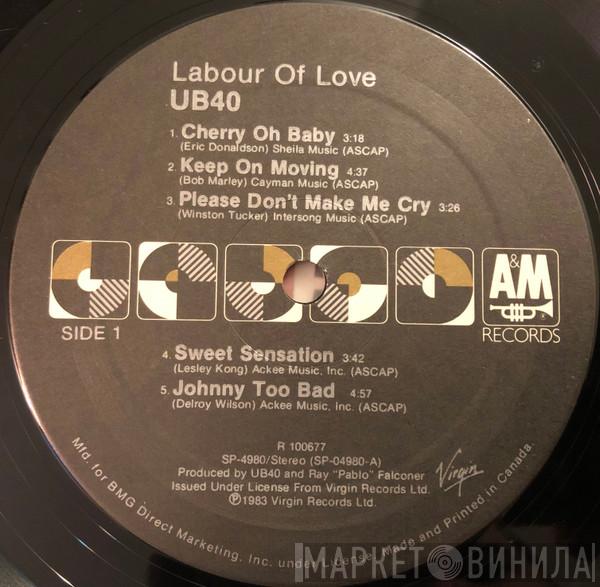 Labour Of Love
UB40
1. Cherry Oh Baby 3:18
(Eric Donaldson) Sheila Music (ASCAP)
2. Keep On Moving 4:37
(Bob Marley) Cayman Music (ASCAP)
3. Please Don't Make Me Cry 3:26
(Winston Tucker) Intersong Music (ASCAP)
A&M
RECORDS
SIDE 1
4. Sweet Sensation 3:42
(Lesley Kong) Ackee Music, Inc. (ASCAP)
5. Johnny Too Bad 4:57
(Delroy Wilson) Ackee Music, Inc. (ASCAP)
R 100677
SP-4980/Stereo (SP-04980-A)
Produced by UB40 and Ray "Pablo" Falconer
Issued Under License From Virgin Records Ltd.
℗1983 Virgin Records Ltd.
Virgin
Mfd. for BMG Direct Marketing, Inc. under License. Made and Printed in Canada.
МАРКЕТ ВИНИЛА